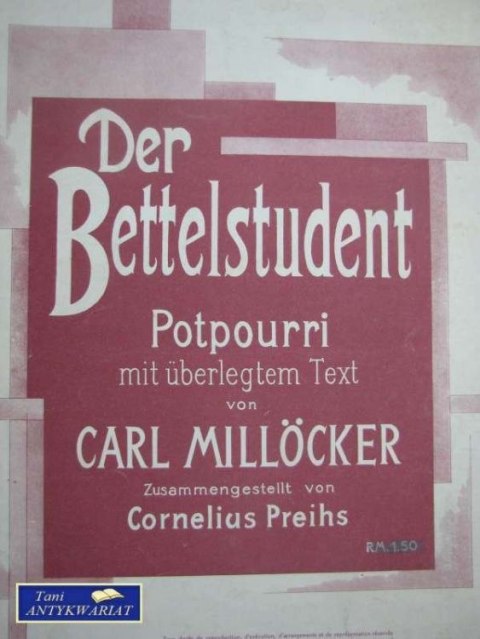 Der
Bettelstudent
Potpourri
mit überlegtem Text
von
CARL MILLÖCKER
Zusammengestellt von
Cornelius Preihs
RM.1.50
Tani
ANTYKWARIAT